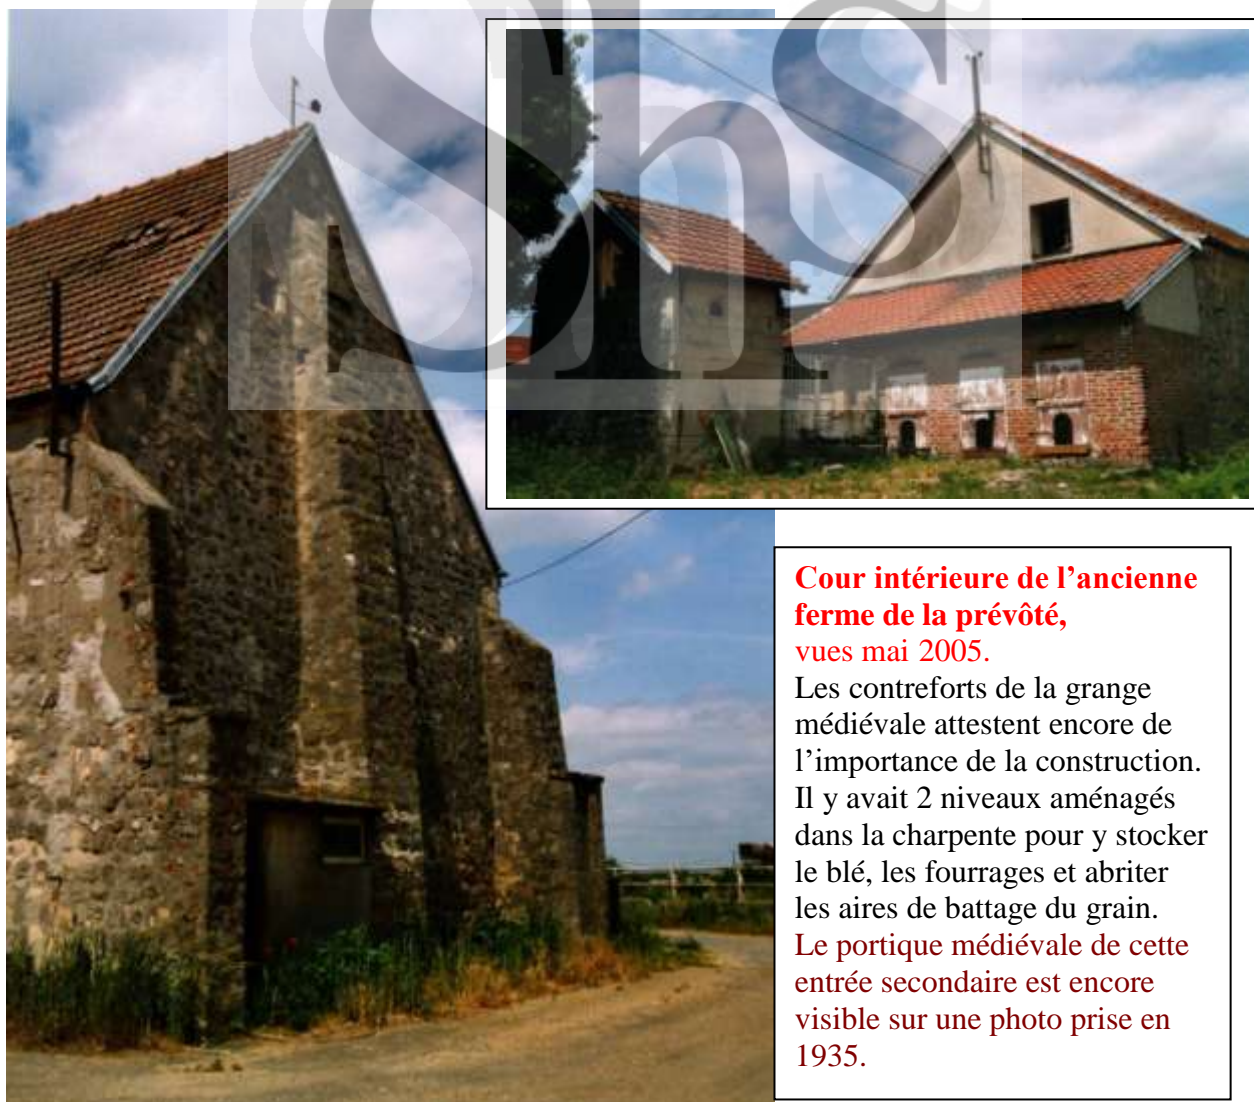 Shs
Cour intérieure de l’ancienne
ferme de la prévôté,
vues mai 2005.
Les contreforts de la grange
médiévale attestent encore de
l’importance de la construction.
Il y avait 2 niveaux aménagés
dans la charpente pour y stocker
le blé, les fourrages et abriter
les aires de battage du grain.
Le portique médiévale de cette
entrée secondaire est encore
visible sur une photo prise en
1935.